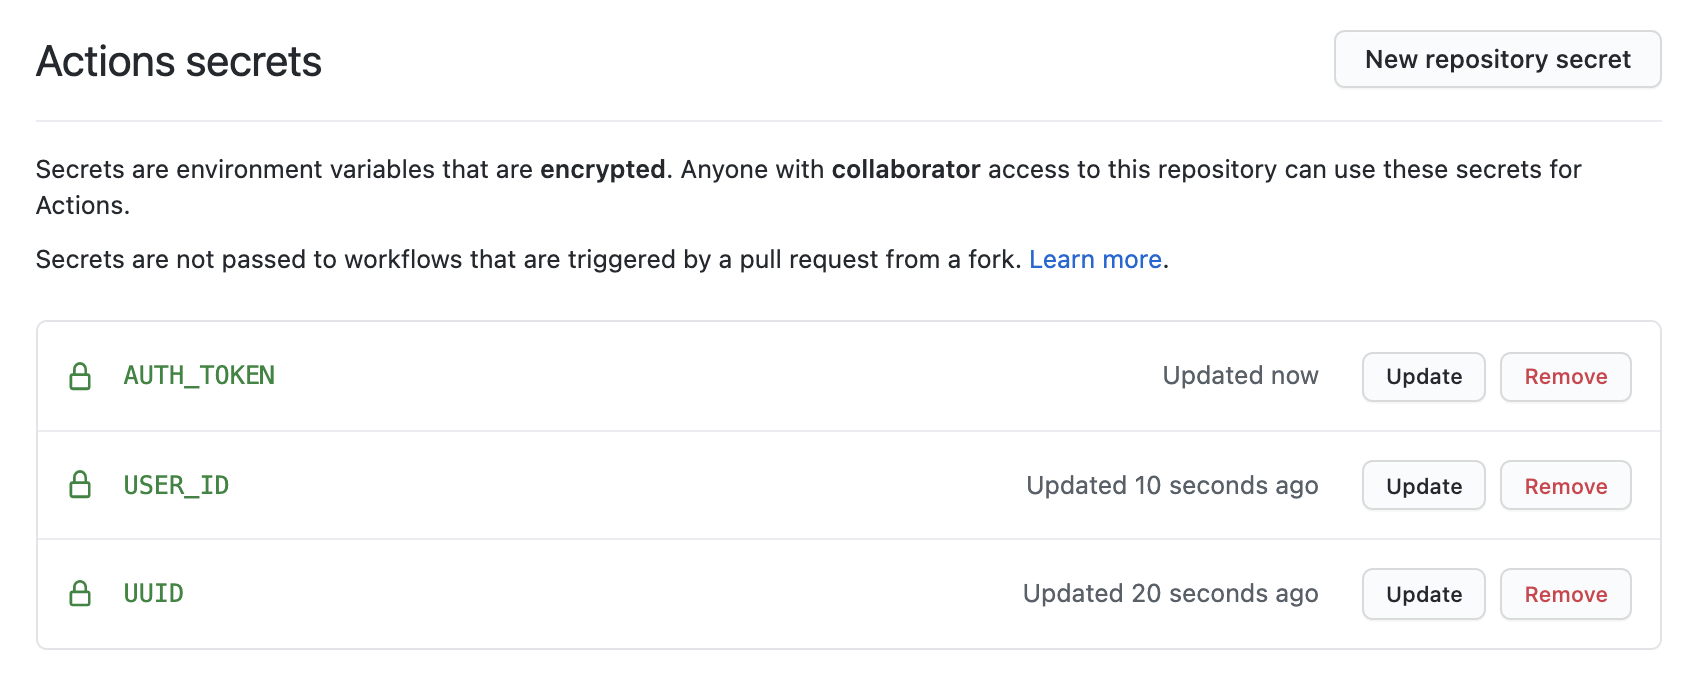 Actions secrets
New repository secret
Secrets are environment variables that are encrypted. Anyone with collaborator access to this repository can use these secrets for
Actions.
Secrets are not passed to workflows that are triggered by a pull request from a fork. Learn more.
AUTH_TOKEN Updated now Update Remove
USER_ID Updated 10 seconds ago Update Remove
UUID Updated 20 seconds ago Update Remove